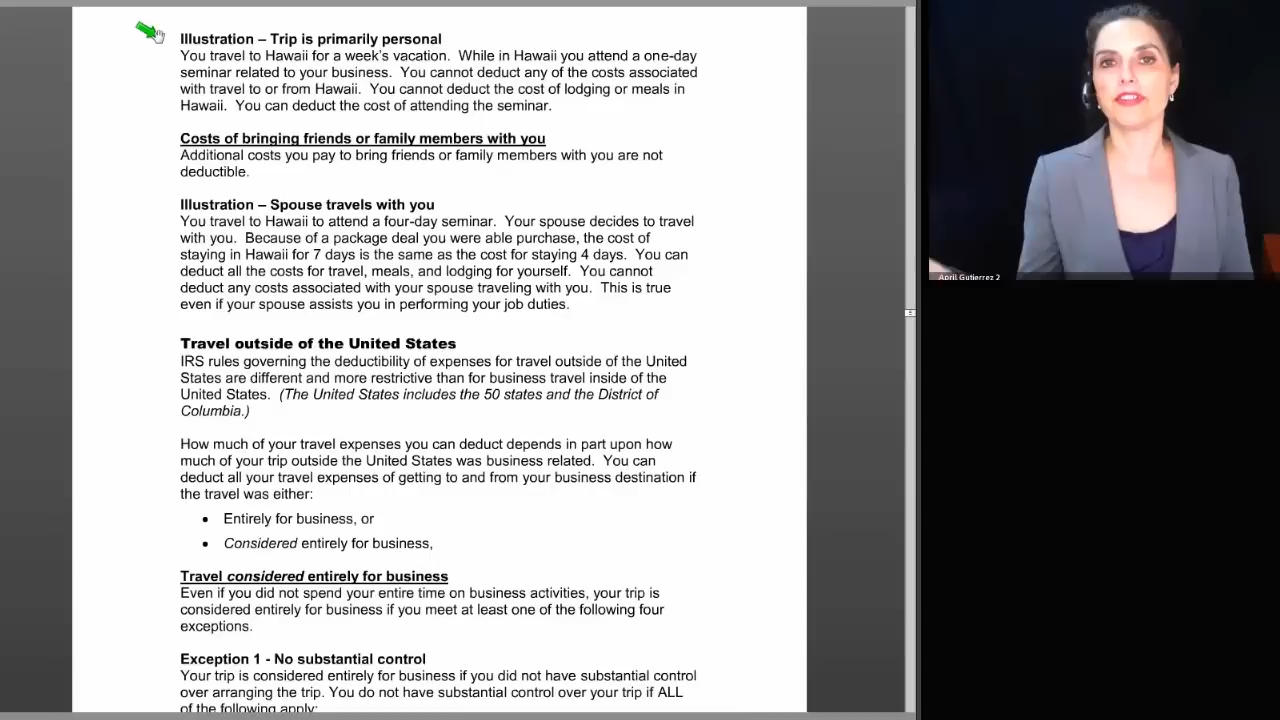 Illustration – Trip is primarily personal
You travel to Hawaii for a week's vacation.  While in Hawaii you attend a one-day
seminar related to your business.  You cannot deduct any of the costs associated
with travel to or from Hawaii.  You cannot deduct the cost of lodging or meals in
Hawaii.  You can deduct the cost of attending the seminar.
Costs of bringing friends or family members with you
Additional costs you pay to bring friends or family members with you are not
deductible.
Illustration – Spouse travels with you
You travel to Hawaii to attend a four-day seminar.  Your spouse decides to travel
with you.  Because of a package deal you were able purchase, the cost of
staying in Hawaii for 7 days is the same as the cost for staying 4 days.  You can
deduct all the costs for travel, meals, and lodging for yourself.  You cannot
deduct any costs associated with your spouse traveling with you.  This is true
even if your spouse assists you in performing your job duties.
Travel outside of the United States
IRS rules governing the deductibility of expenses for travel outside of the United
States are different and more restrictive than for business travel inside of the
United States.  (The United States includes the 50 states and the District of
Columbia.)
How much of your travel expenses you can deduct depends in part upon how
much of your trip outside the United States was business related.  You can
deduct all your travel expenses of getting to and from your business destination if
the travel was either:
• Entirely for business, or
• Considered entirely for business,
Travel considered entirely for business
Even if you did not spend your entire time on business activities, your trip is
considered entirely for business if you meet at least one of the following four
exceptions.
Exception 1 - No substantial control
Your trip is considered entirely for business if you did not have substantial control
over arranging the trip. You do not have substantial control over your trip if ALL
of the following apply:
April Gutierrez 2